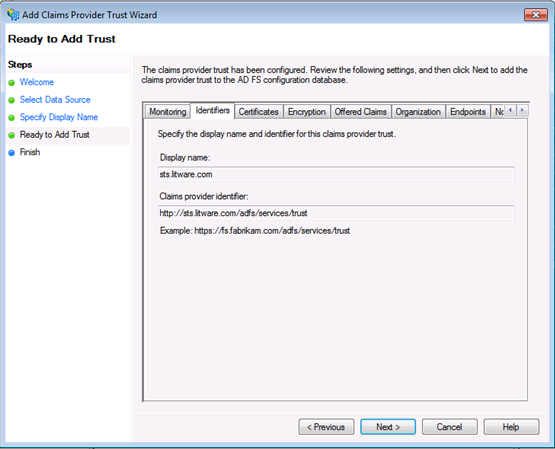 Add Claims Provider Trust Wizard
Ready to Add Trust
Steps
Welcome
Select Data Source
Specify Display Name
Ready to Add Trust
Finish
The claims provider trust has been configured. Review the following settings, and then click Next to add the
claims provider trust to the AD FS configuration database.
Monitoring Identifiers Certificates Encryption Offered Claims Organization Endpoints
Specify the display name and identifier for this claims provider trust.
Display name:
sts.litware.com
Claims provider identifier:
http://sts.litware.com/adfs/services/trust
Example: https://fs.fabrikam.com/adfs/services/trust
< Previous Next > Cancel Help